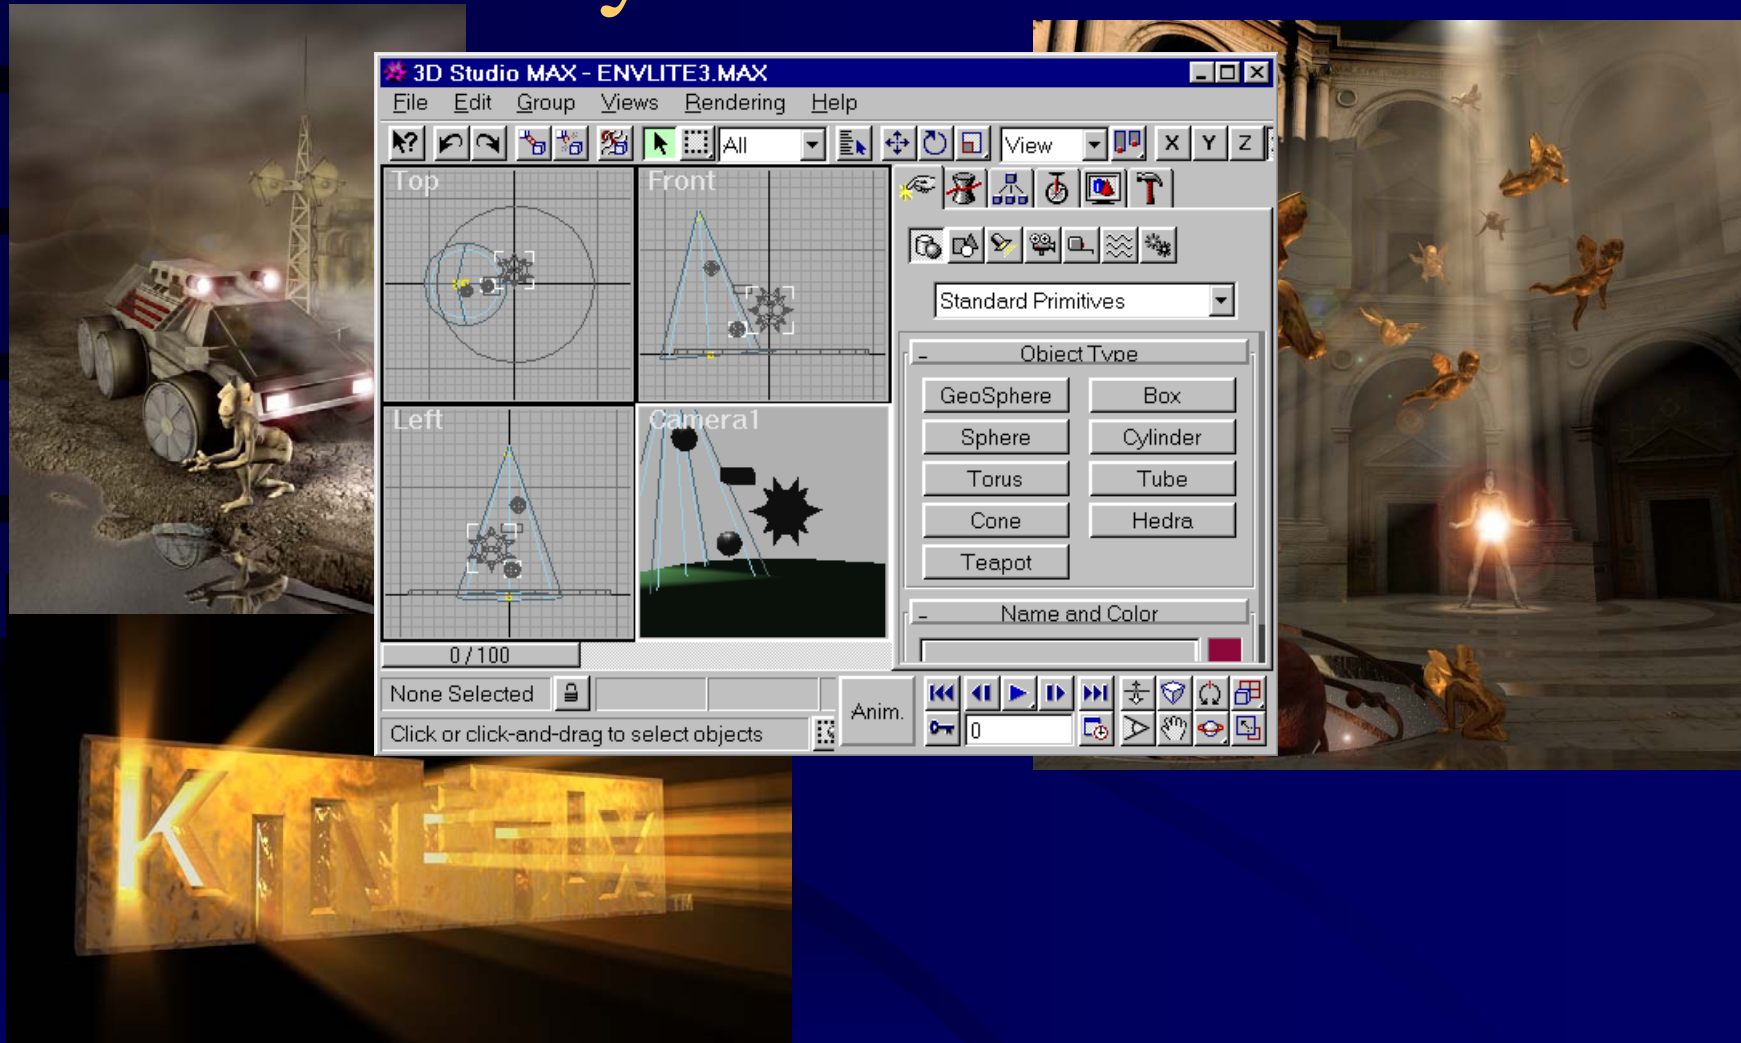 y
3D Studio MAX - ENVLITE3.MAX
File Edit Group Views Rendering Help
All
View
X Y Z
Top
Front
Standard Primitives
Object Type
GeoSphere Box
Sphere Cylinder
Torus Tube
Cone Hedra
Teapot
Left
Camera1
Name and Color
0 / 100
None Selected
Anim.
0
Click or click-and-drag to select objects
KINETIX™